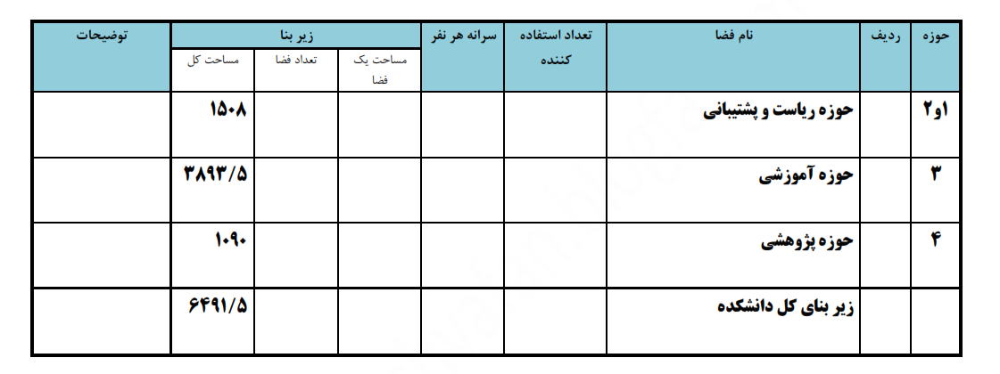 حوزه ردیف نام فضا تعداد استفاده کننده سرانه هر نفر زیر بنا توضیحات
مساحت یک فضا تعداد فضا مساحت کل
۱و۲ حوزه ریاست و پشتیبانی ۱۵۰۸
۳ حوزه آموزشی ۳۸۹۳/۵
۴ حوزه پژوهشی ۱۰۹۰
زیر بنای کل دانشکده ۶۴۹۱/۵